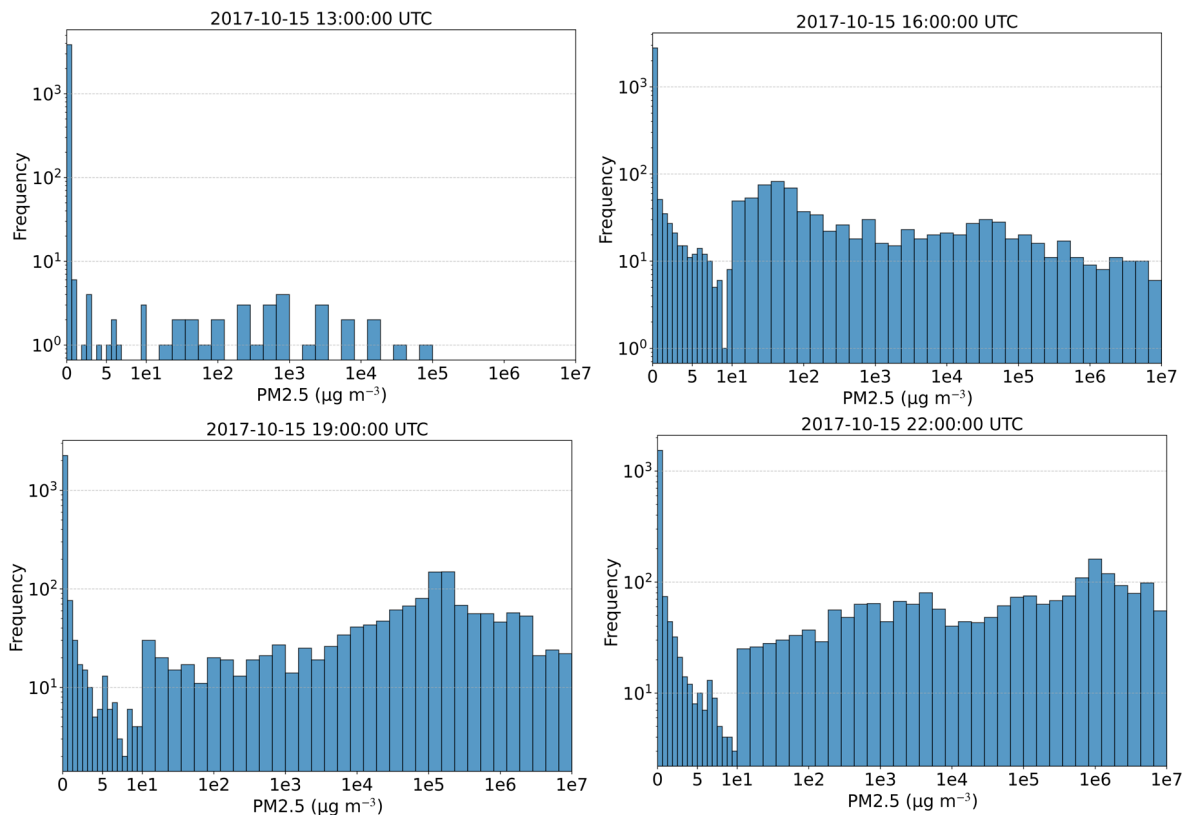 2017-10-15 13:00:00 UTC
Frequency
10³
10²
10¹
10⁰
0 5 1e1 1e2 1e3 1e4 1e5 1e6 1e7
PM2.5 (µg m⁻³)
2017-10-15 16:00:00 UTC
Frequency
10³
10²
10¹
10⁰
0 5 1e1 1e2 1e3 1e4 1e5 1e6 1e7
PM2.5 (µg m⁻³)
2017-10-15 19:00:00 UTC
Frequency
10³
10²
10¹
0 5 1e1 1e2 1e3 1e4 1e5 1e6 1e7
PM2.5 (µg m⁻³)
2017-10-15 22:00:00 UTC
Frequency
10³
10²
10¹
0 5 1e1 1e2 1e3 1e4 1e5 1e6 1e7
PM2.5 (µg m⁻³)